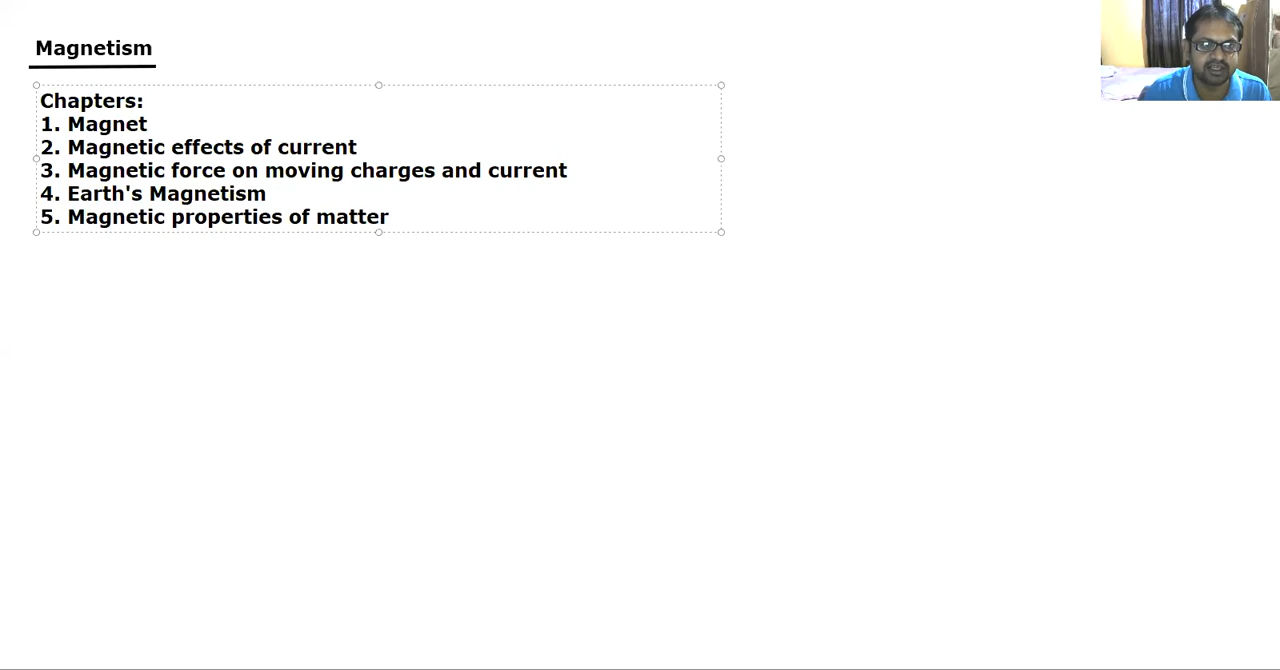 Magnetism
Chapters:
1. Magnet
2. Magnetic effects of current
3. Magnetic force on moving charges and current
4. Earth's Magnetism
5. Magnetic properties of matter